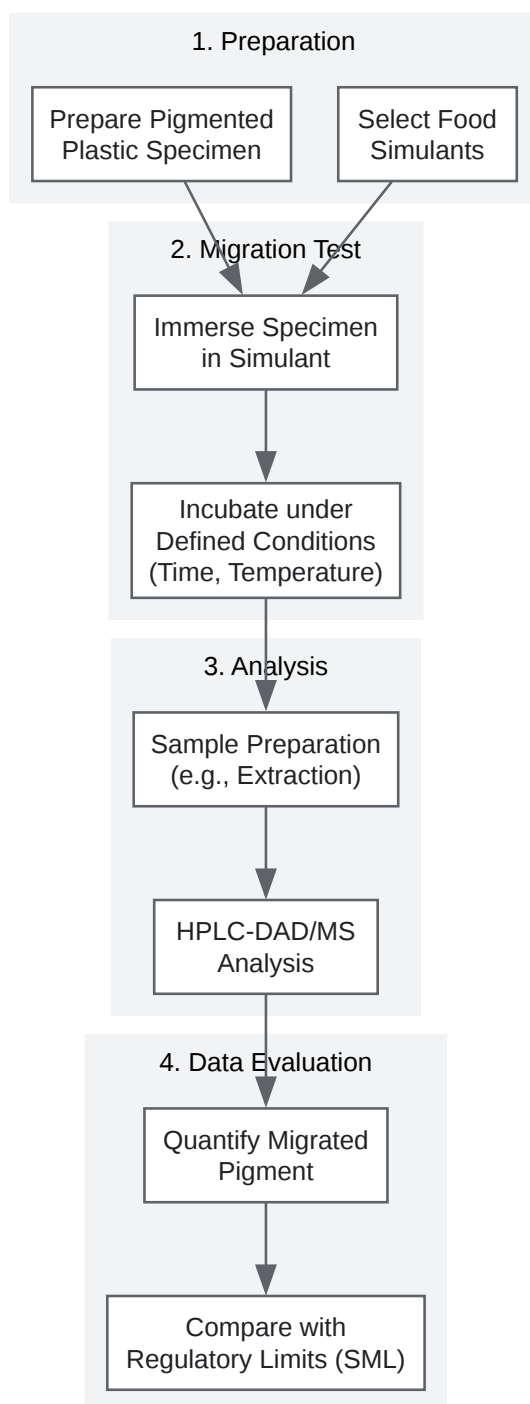 1. Preparation
Prepare Pigmented
Plastic Specimen
Select Food
Simulants
2. Migration Test
Immerse Specimen
in Simulant
Incubate under
Defined Conditions
(Time, Temperature)
3. Analysis
Sample Preparation
(e.g., Extraction)
HPLC-DAD/MS
Analysis
4. Data Evaluation
Quantify Migrated
Pigment
Compare with
Regulatory Limits (SML)